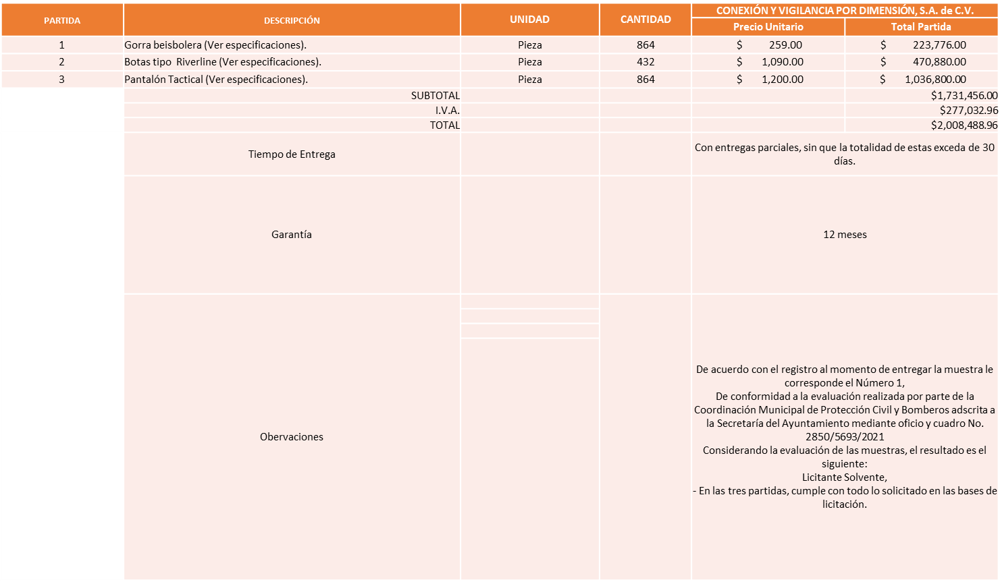 PARTIDA DESCRIPCIÓN UNIDAD CANTIDAD CONEXIÓN Y VIGILANCIA POR DIMENSIÓN, S.A. de C.V.
Precio Unitario Total Partida
1 Gorra beisbolera (Ver especificaciones). Pieza 864 $ 259.00 $ 223,776.00
2 Botas tipo Riverline (Ver especificaciones). Pieza 432 $ 1,090.00 $ 470,880.00
3 Pantalón Tactical (Ver especificaciones). Pieza 864 $ 1,200.00 $ 1,036,800.00
SUBTOTAL $1,731,456.00
I.V.A. $277,032.96
TOTAL $2,008,488.96
Tiempo de Entrega
Con entregas parciales, sin que la totalidad de estas exceda de 30
días.
Garantía 12 meses
Obervaciones
De acuerdo con el registro al momento de entregar la muestra le
corresponde el Número 1,
De conformidad a la evaluación realizada por parte de la
Coordinación Municipal de Protección Civil y Bomberos adscrita a
la Secretaría del Ayuntamiento mediante oficio y cuadro No.
2850/5693/2021
Considerando la evaluación de las muestras, el resultado es el
siguiente:
Licitante Solvente,
- En las tres partidas, cumple con todo lo solicitado en las bases de
licitación.